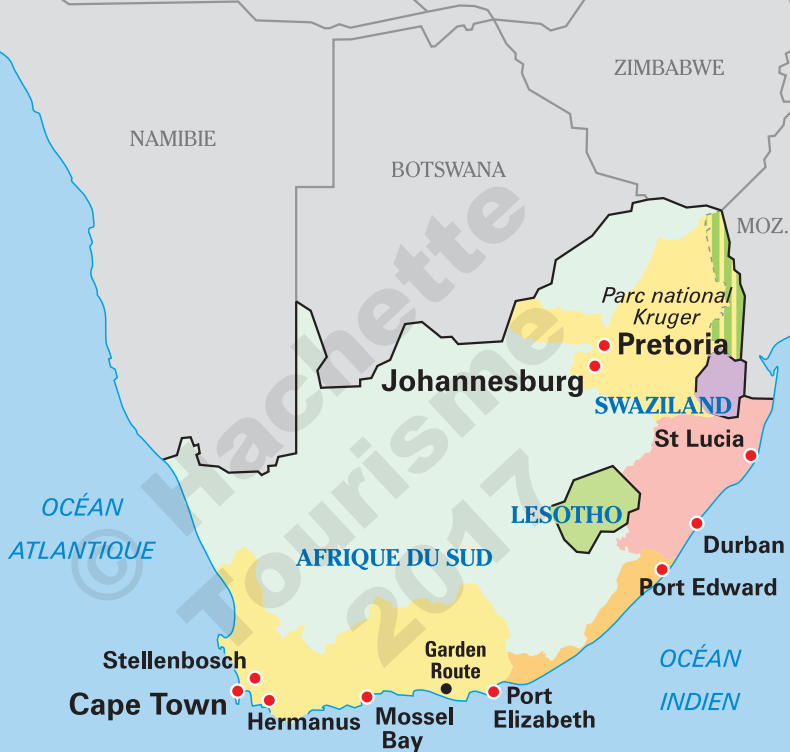 ZIMBABWE
NAMIBIE
BOTSWANA
MOZ.
Parc national
Kruger
Pretoria
Johannesburg
SWAZILAND
St Lucia
OCÉAN
ATLANTIQUE
LESOTHO
AFRIQUE DU SUD
Durban
Port Edward
Garden
Route
Stellenbosch
OCÉAN
INDIEN
Cape Town
Hermanus
Mossel
Bay
Port
Elizabeth
© Hachette
Tourisme
2017